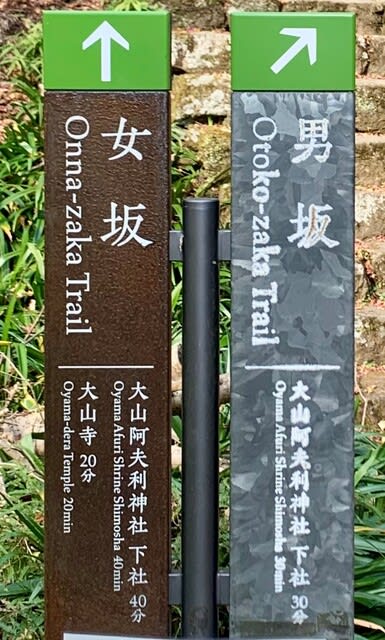 女坂
Onna-zaka Trail
大山阿夫利神社 下社 40分
Oyama Afuri Shrine Shimosha 40min
大山寺 20分
Oyama-dera Temple 20min
男坂
Otoko-zaka Trail
大山阿夫利神社 下社 30分
Oyama Afuri Shrine Shimosha 30min